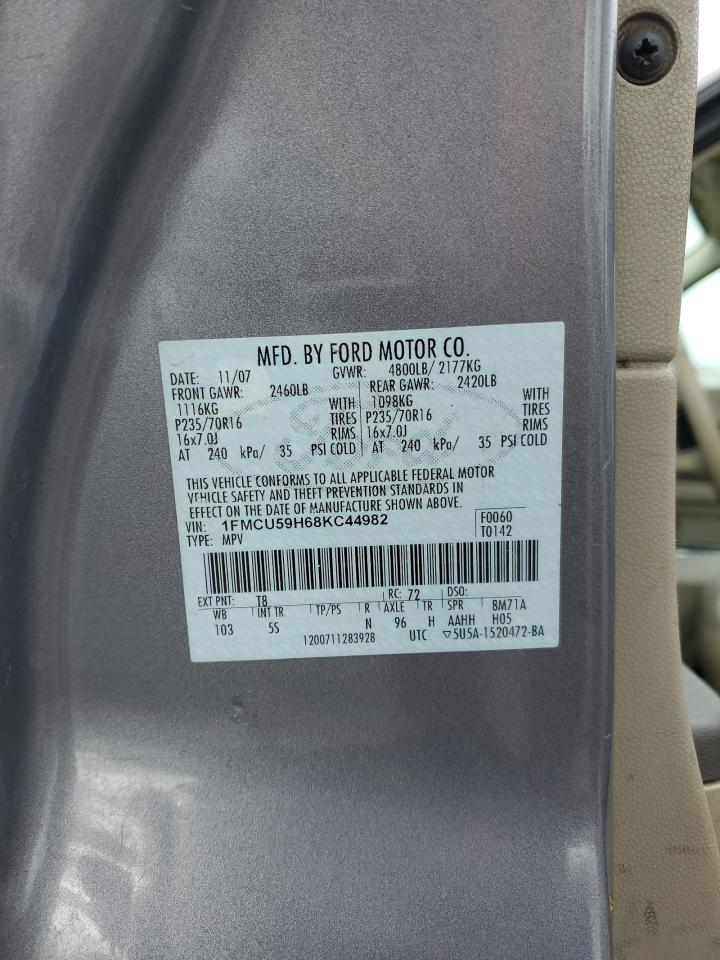 MFD. BY FORD MOTOR CO.
DATE: 11/07 GVWR: 4800LB/ 2177KG
FRONT GAWR: 2460LB REAR GAWR: 2420LB
1116KG WITH 1098KG WITH
P235/70R16 TIRES P235/70R16 TIRES
16x7.0J RIMS 16x7.0J RIMS
AT 240 kPa/ 35 PSI COLD AT 240 kPa/ 35 PSI COLD
THIS VEHICLE CONFORMS TO ALL APPLICABLE FEDERAL MOTOR
VEHICLE SAFETY AND THEFT PREVENTION STANDARDS IN
EFFECT ON THE DATE OF MANUFACTURE SHOWN ABOVE.
VIN: 1FMCU59H68KC44982 F0060
TYPE: MPV T0142
EXT PNT: T8 RC: 72 DSO:
WB INT TR TP/PS R AXLE TR SPR 8M71A
103 5S N 96 H AAHH H05
1200711283928 UTC ▽5U5A-1520472-BA